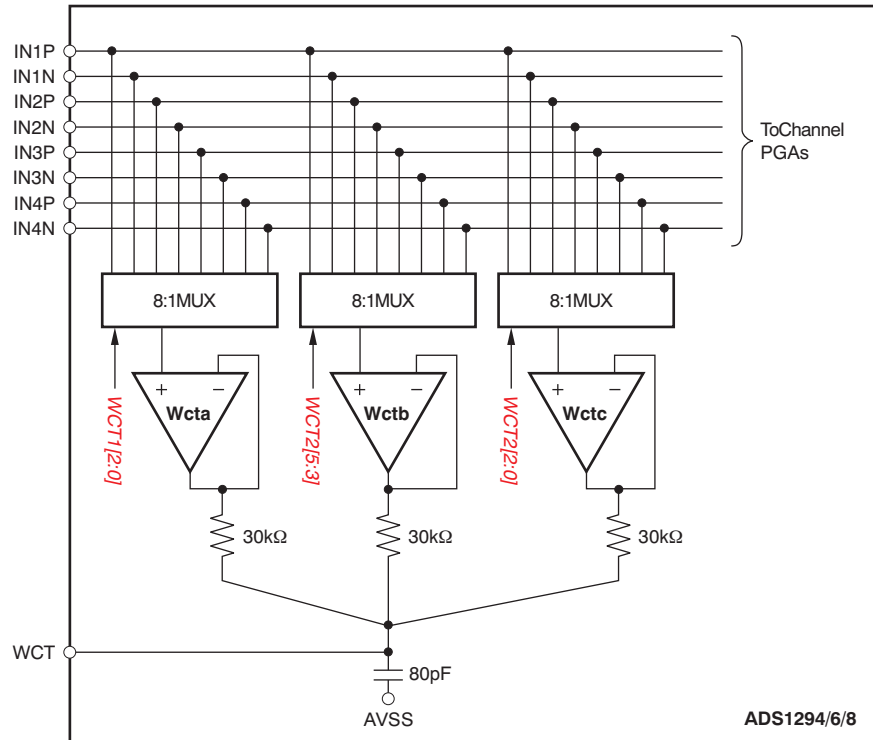 IN1P
IN1N
IN2P
IN2N
IN3P
IN3N
IN4P
IN4N
ToChannel
PGAs
8:1MUX
8:1MUX
8:1MUX
WCT1[2:0]
+ −
Wcta
WCT2[5:3]
+ −
Wctb
WCT2[2:0]
+ −
Wctc
30kΩ
30kΩ
30kΩ
WCT
80pF
AVSS
ADS1294/6/8